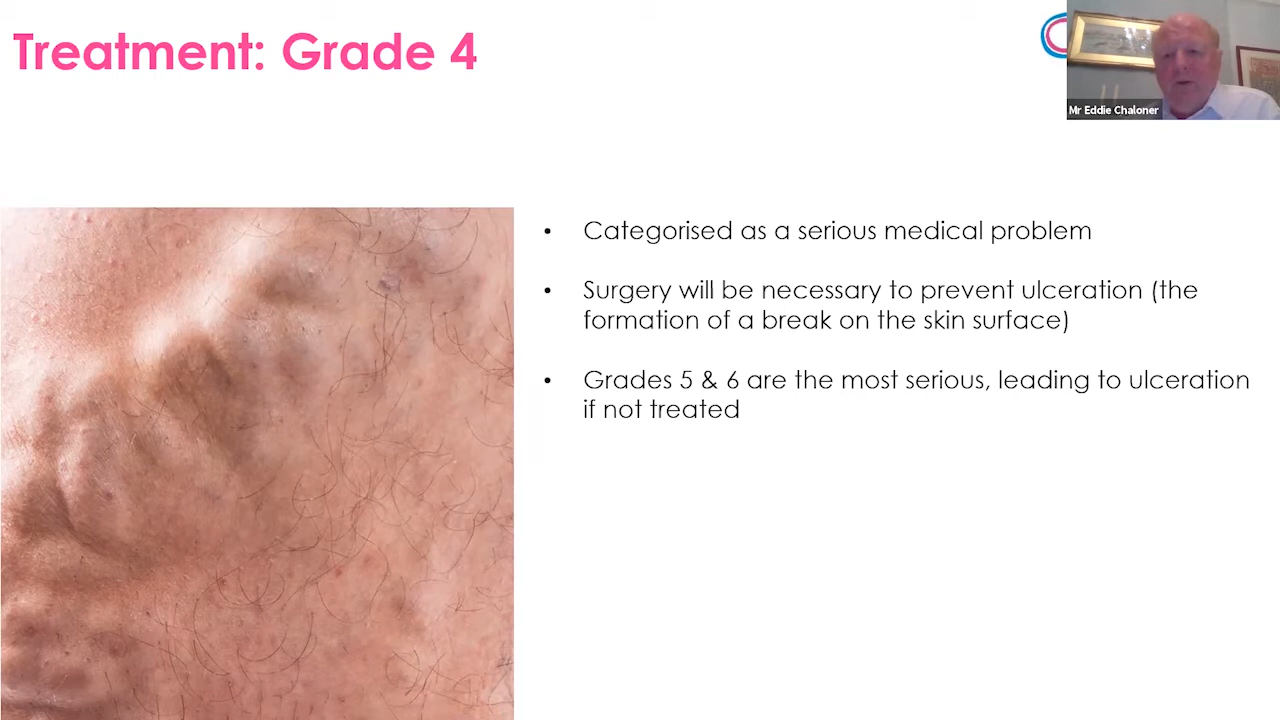 Treatment: Grade 4
Mr Eddie Chaloner
• Categorised as a serious medical problem
• Surgery will be necessary to prevent ulceration (the
formation of a break on the skin surface)
• Grades 5 & 6 are the most serious, leading to ulceration
if not treated